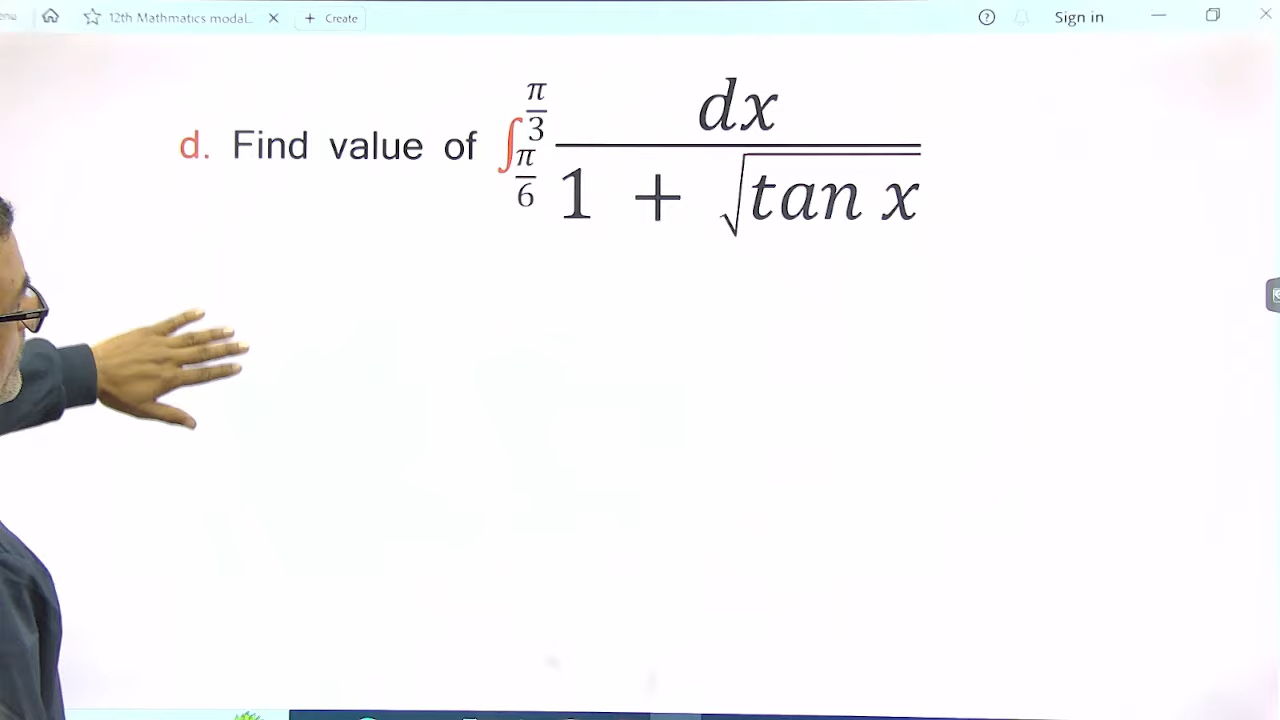 12th Mathmatics modal...
+ Create
Sign in
d. Find value of ∫_{π/6}^{π/3} dx / (1 + √(tan x))